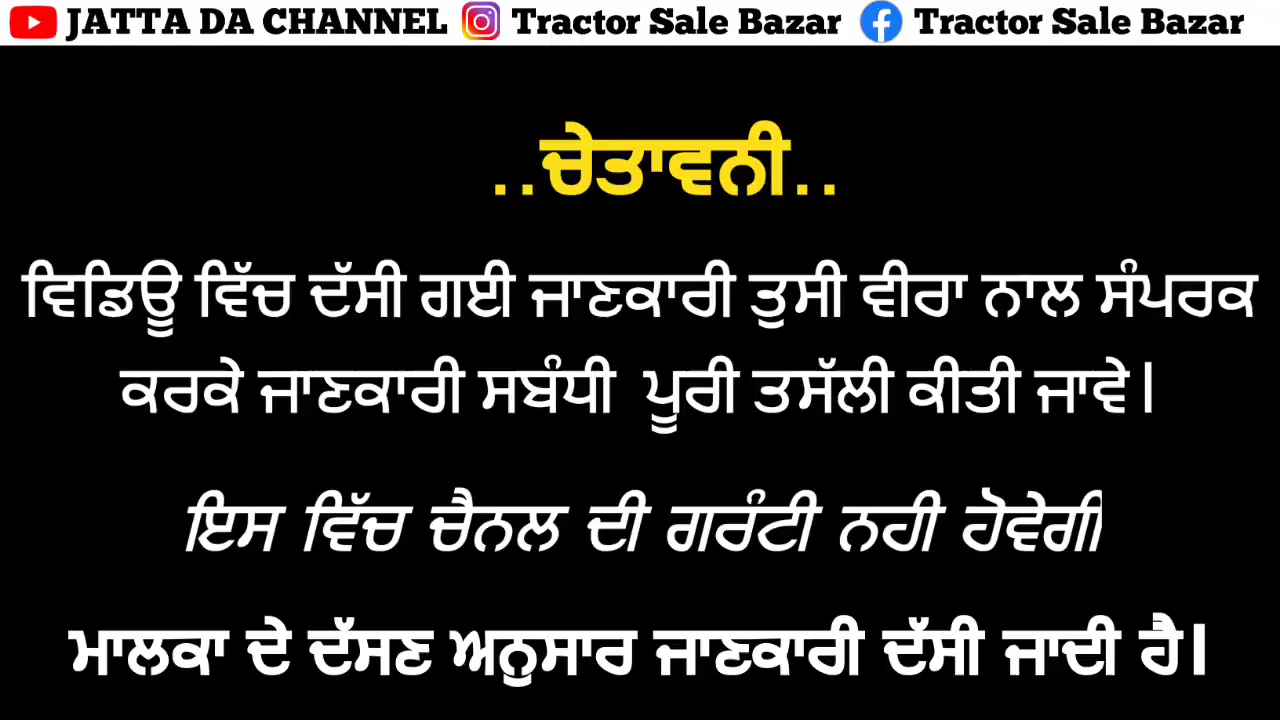 JATTA DA CHANNEL Tractor Sale Bazar Tractor Sale Bazar
..ਚੇਤਾਵਨੀ..
ਵਿਡਿਊ ਵਿੱਚ ਦੱਸੀ ਗਈ ਜਾਣਕਾਰੀ ਤੁਸੀ ਵੀਰਾ ਨਾਲ ਸੰਪਰਕ
ਕਰਕੇ ਜਾਣਕਾਰੀ ਸਬੰਧੀ ਪੂਰੀ ਤਸੱਲੀ ਕੀਤੀ ਜਾਵੇ।
ਇਸ ਵਿੱਚ ਚੈਨਲ ਦੀ ਗਰੰਟੀ ਨਹੀ ਹੋਵੇਗੀ
ਮਾਲਕਾ ਦੇ ਦੱਸਣ ਅਨੁਸਾਰ ਜਾਣਕਾਰੀ ਦੱਸੀ ਜਾਦੀ ਹੈ।